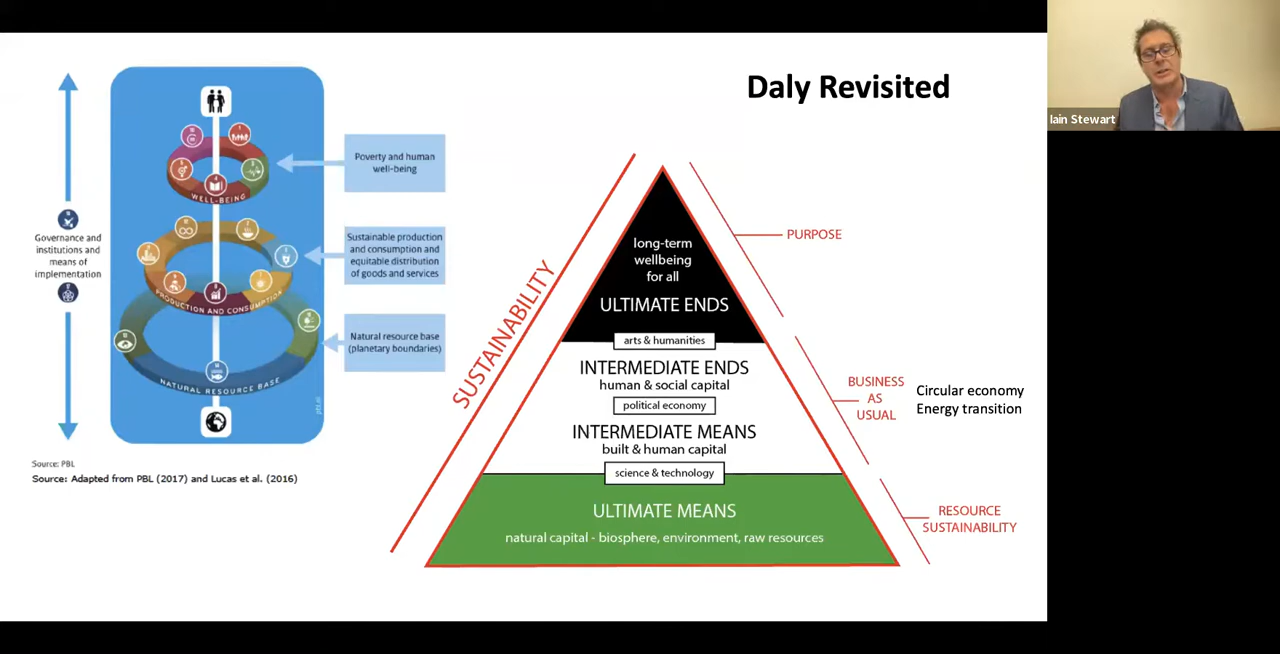 Daly Revisited
Iain Stewart
WELL-BEING
PRODUCTION AND CONSUMPTION
NATURAL RESOURCE BASE
Governance and
institutions and
means of
implementation
Poverty and human
well-being
Sustainable production
and consumption and
equitable distribution
of goods and services
Natural resource base
(planetary boundaries)
pbl.nl
Source: PBL
Source: Adapted from PBL (2017) and Lucas et al. (2016)
SUSTAINABILITY
long-term
wellbeing
for all
ULTIMATE ENDS
arts & humanities
INTERMEDIATE ENDS
human & social capital
political economy
INTERMEDIATE MEANS
built & human capital
science & technology
ULTIMATE MEANS
natural capital - biosphere, environment, raw resources
PURPOSE
BUSINESS
AS
USUAL
Circular economy
Energy transition
RESOURCE
SUSTAINABILITY